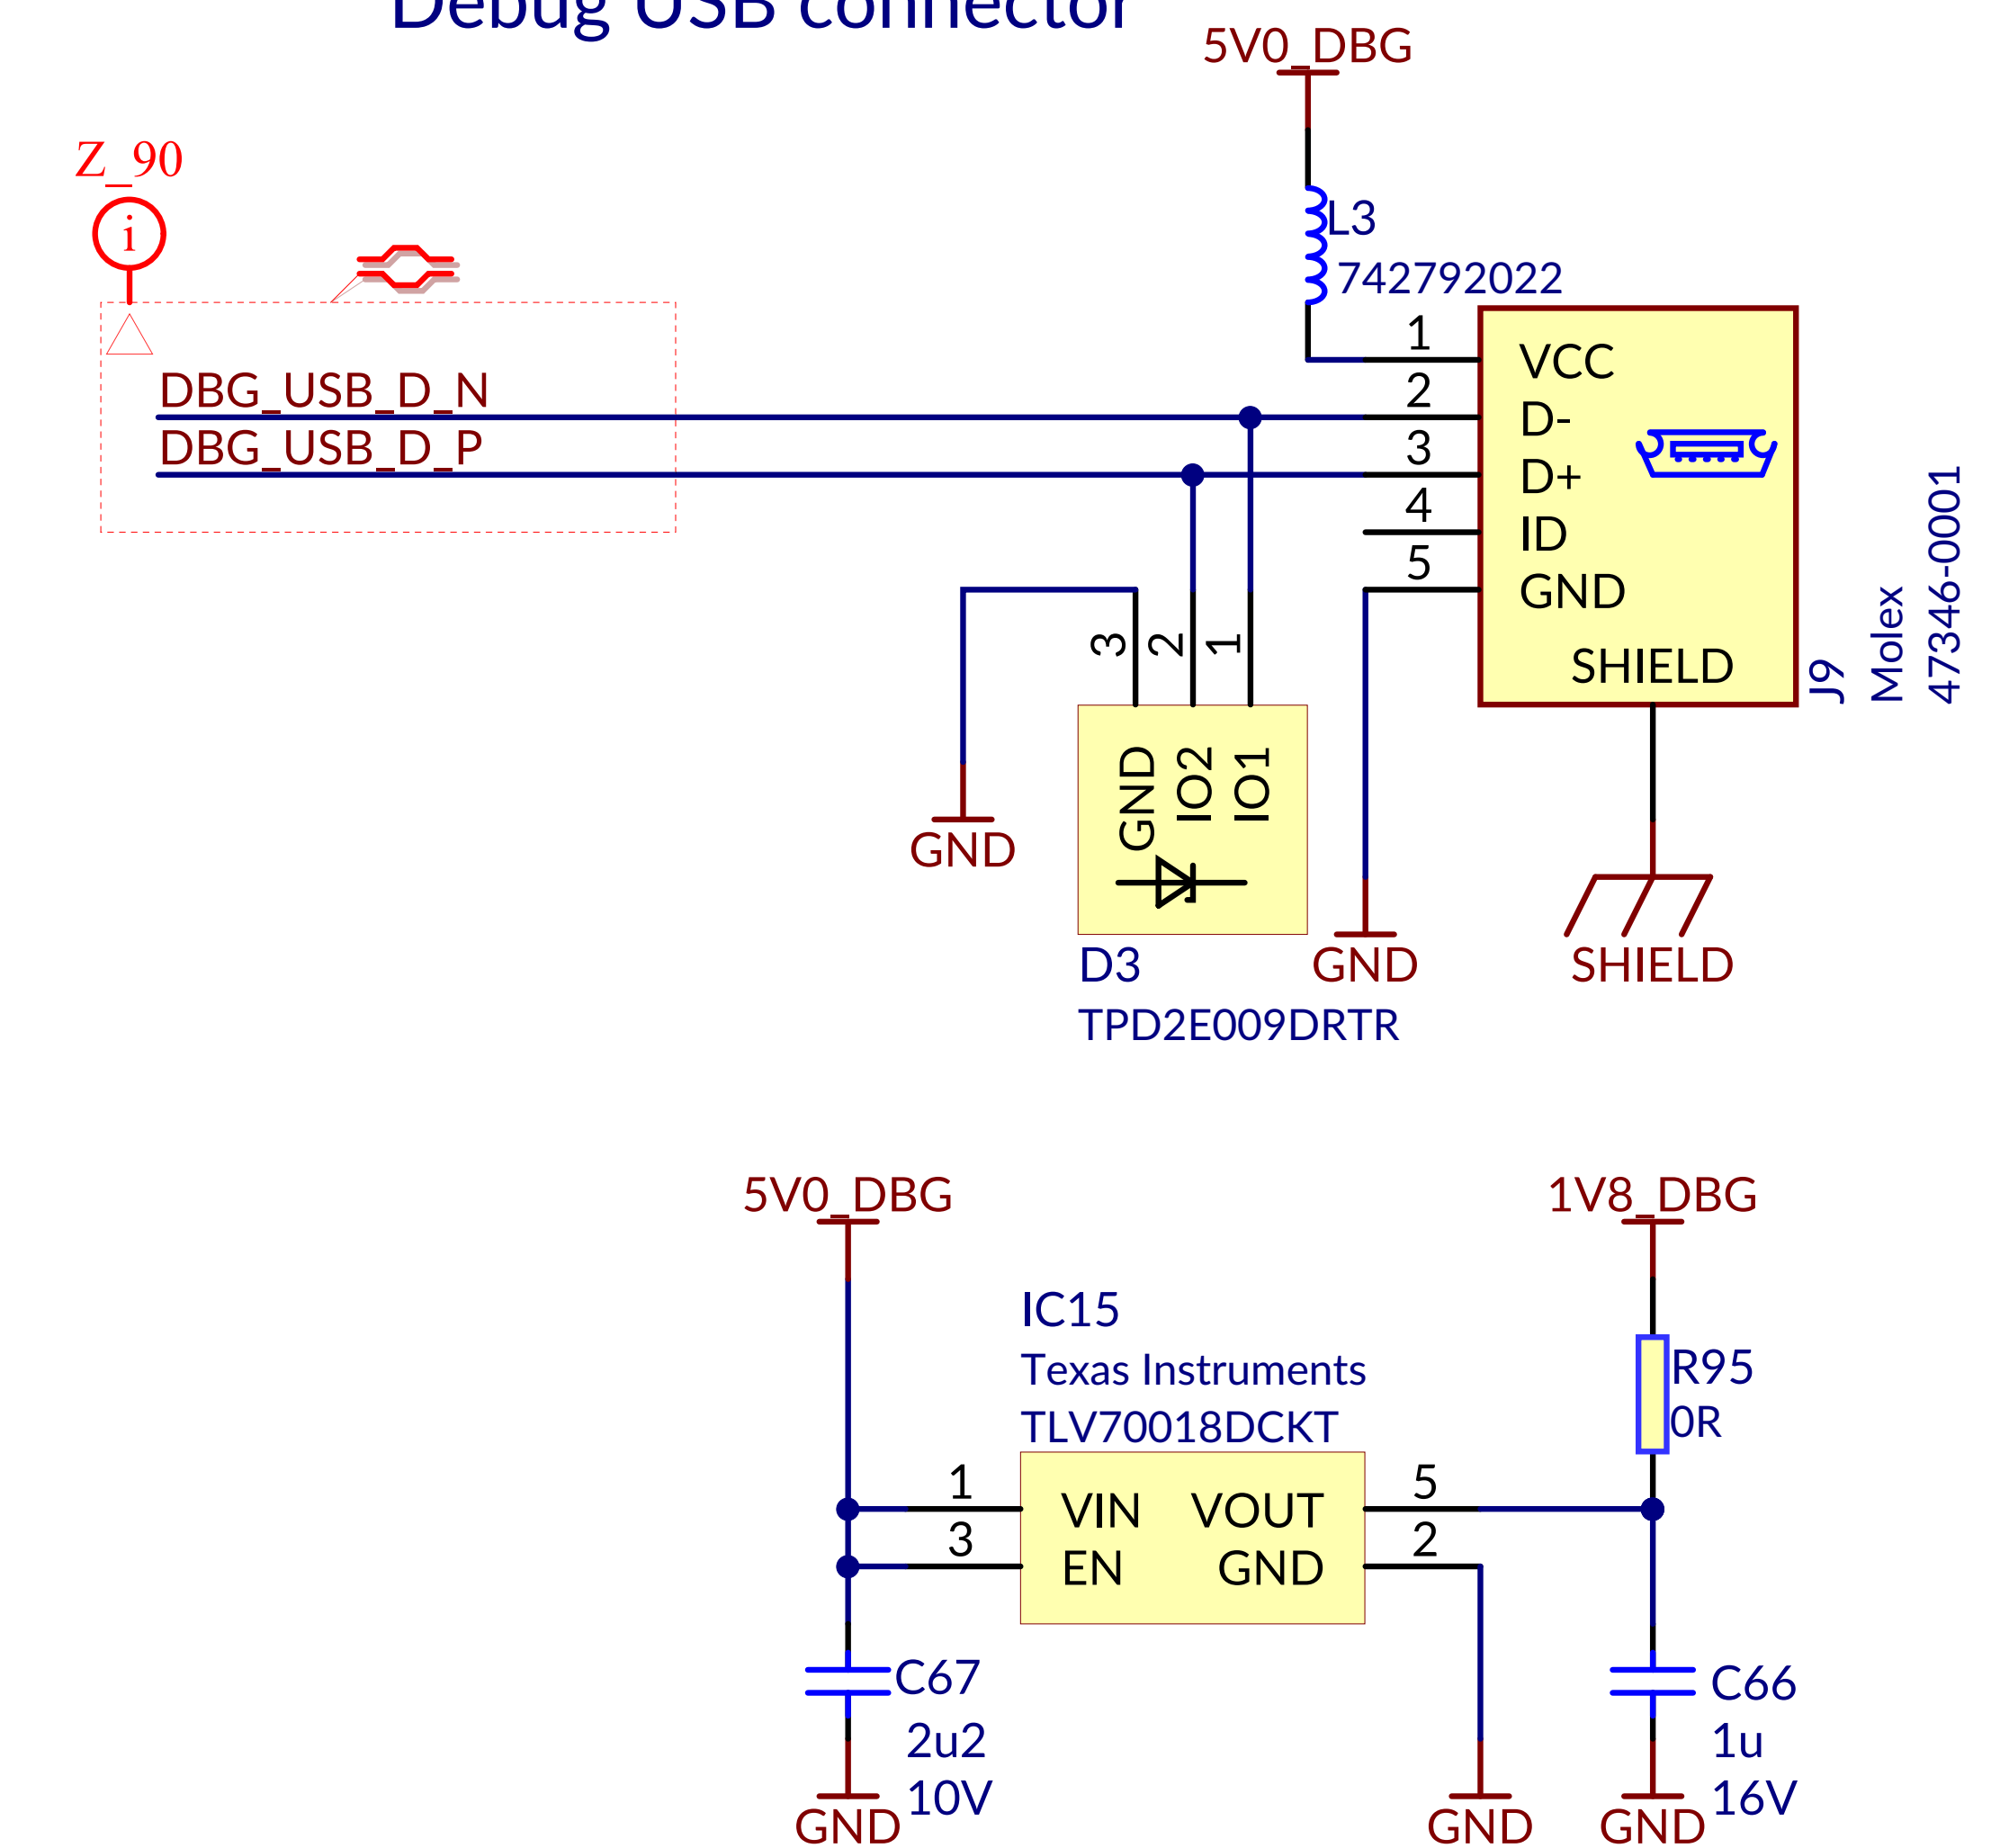 Debug USB connector
5V0_DBG
Z_90
i
L3
742792022
1
VCC
DBG_USB_D_N
2
D-
DBG_USB_D_P
3
D+
4
ID
5
GND
SHIELD
J9
Molex
47346-0001
3
2
1
GND
IO2
IO1
GND
D3
TPD2E009DRTR
GND
SHIELD
5V0_DBG
1V8_DBG
IC15
Texas Instruments
TLV70018DCKT
R95
0R
1
VIN
VOUT
5
3
EN
GND
2
C67
2u2
10V
GND
GND
C66
1u
16V
GND